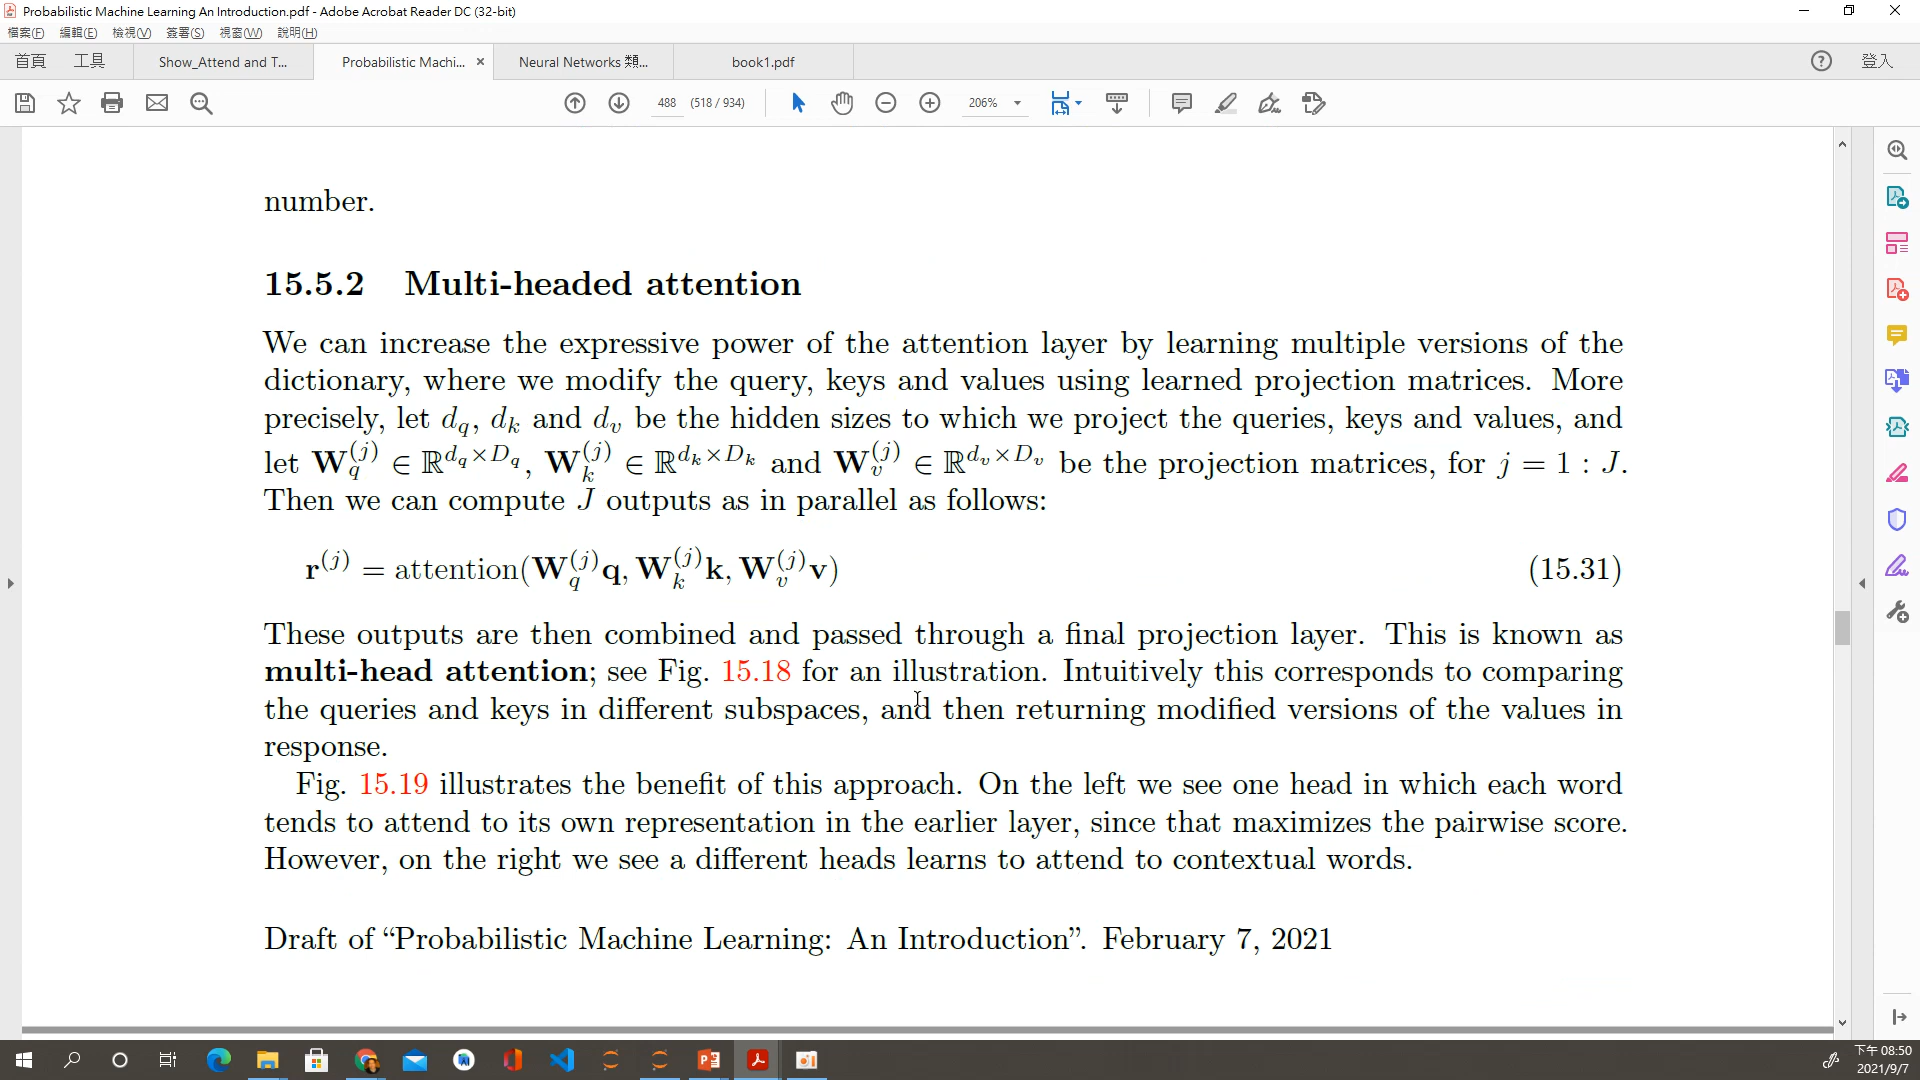 Probabilistic Machine Learning An Introduction.pdf - Adobe Acrobat Reader DC (32-bit)
檔案(F) 編輯(E) 檢視(V) 簽署(S) 視窗(W) 說明(H)
首頁 工具 Show_Attend and T... Probabilistic Machi... × Neural Networks 類... book1.pdf 登入
488 (518 / 934) 206%
number.
15.5.2 Multi-headed attention
We can increase the expressive power of the attention layer by learning multiple versions of the
dictionary, where we modify the query, keys and values using learned projection matrices. More
precisely, let d_q, d_k and d_v be the hidden sizes to which we project the queries, keys and values, and
let W_q^(j) ∈ ℝ^{d_q×D_q}, W_k^(j) ∈ ℝ^{d_k×D_k} and W_v^(j) ∈ ℝ^{d_v×D_v} be the projection matrices, for j = 1 : J.
Then we can compute J outputs as in parallel as follows:
r^(j) = attention(W_q^(j)q, W_k^(j)k, W_v^(j)v) (15.31)
These outputs are then combined and passed through a final projection layer. This is known as
multi-head attention; see Fig. 15.18 for an illustration. Intuitively this corresponds to comparing
the queries and keys in different subspaces, and then returning modified versions of the values in
response.
Fig. 15.19 illustrates the benefit of this approach. On the left we see one head in which each word
tends to attend to its own representation in the earlier layer, since that maximizes the pairwise score.
However, on the right we see a different heads learns to attend to contextual words.
Draft of “Probabilistic Machine Learning: An Introduction”. February 7, 2021
下午 08:50
2021/9/7